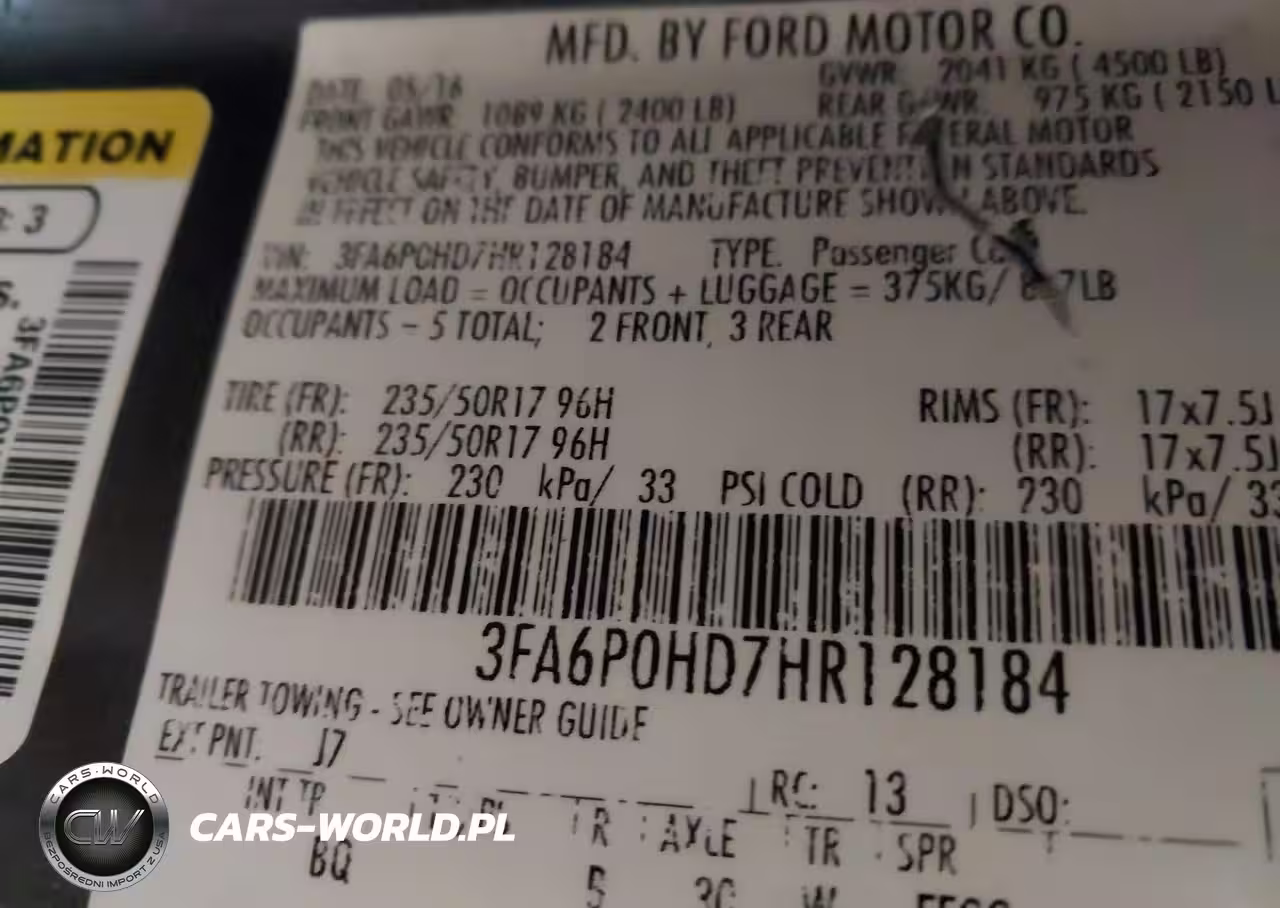 MFD. BY FORD MOTOR CO.
DATE: 05/16 GVWR: 2041 KG ( 4500 LB)
FRONT GAWR: 1089 KG ( 2400 LB) REAR GAWR: 975 KG ( 2150 L
THIS VEHICLE CONFORMS TO ALL APPLICABLE FEDERAL MOTOR
VEHICLE SAFETY, BUMPER, AND THEFT PREVENTION STANDARDS
IN EFFECT ON THE DATE OF MANUFACTURE SHOWN ABOVE.
VIN: 3FA6P0HD7HR128184 TYPE: Passenger Car
MAXIMUM LOAD = OCCUPANTS + LUGGAGE = 375KG/ 7LB
OCCUPANTS - 5 TOTAL; 2 FRONT, 3 REAR
TIRE (FR): 235/50R17 96H RIMS (FR): 17x7.5J
(RR): 235/50R17 96H (RR): 17x7.5J
PRESSURE (FR): 230 kPa/ 33 PSI COLD (RR): 230 kPa/ 33
3FA6P0HD7HR128184
TRAILER TOWING - SEE OWNER GUIDE
EXT PNT: J7 RC: 13 DSO:
INT TR TR AXLE TR SPR
BQ 5
MATION
: 3
S.
3FA6P0
CARS-WORLD
CW
BEZPOŚREDNI IMPORT Z USA
CARS-WORLD.PL